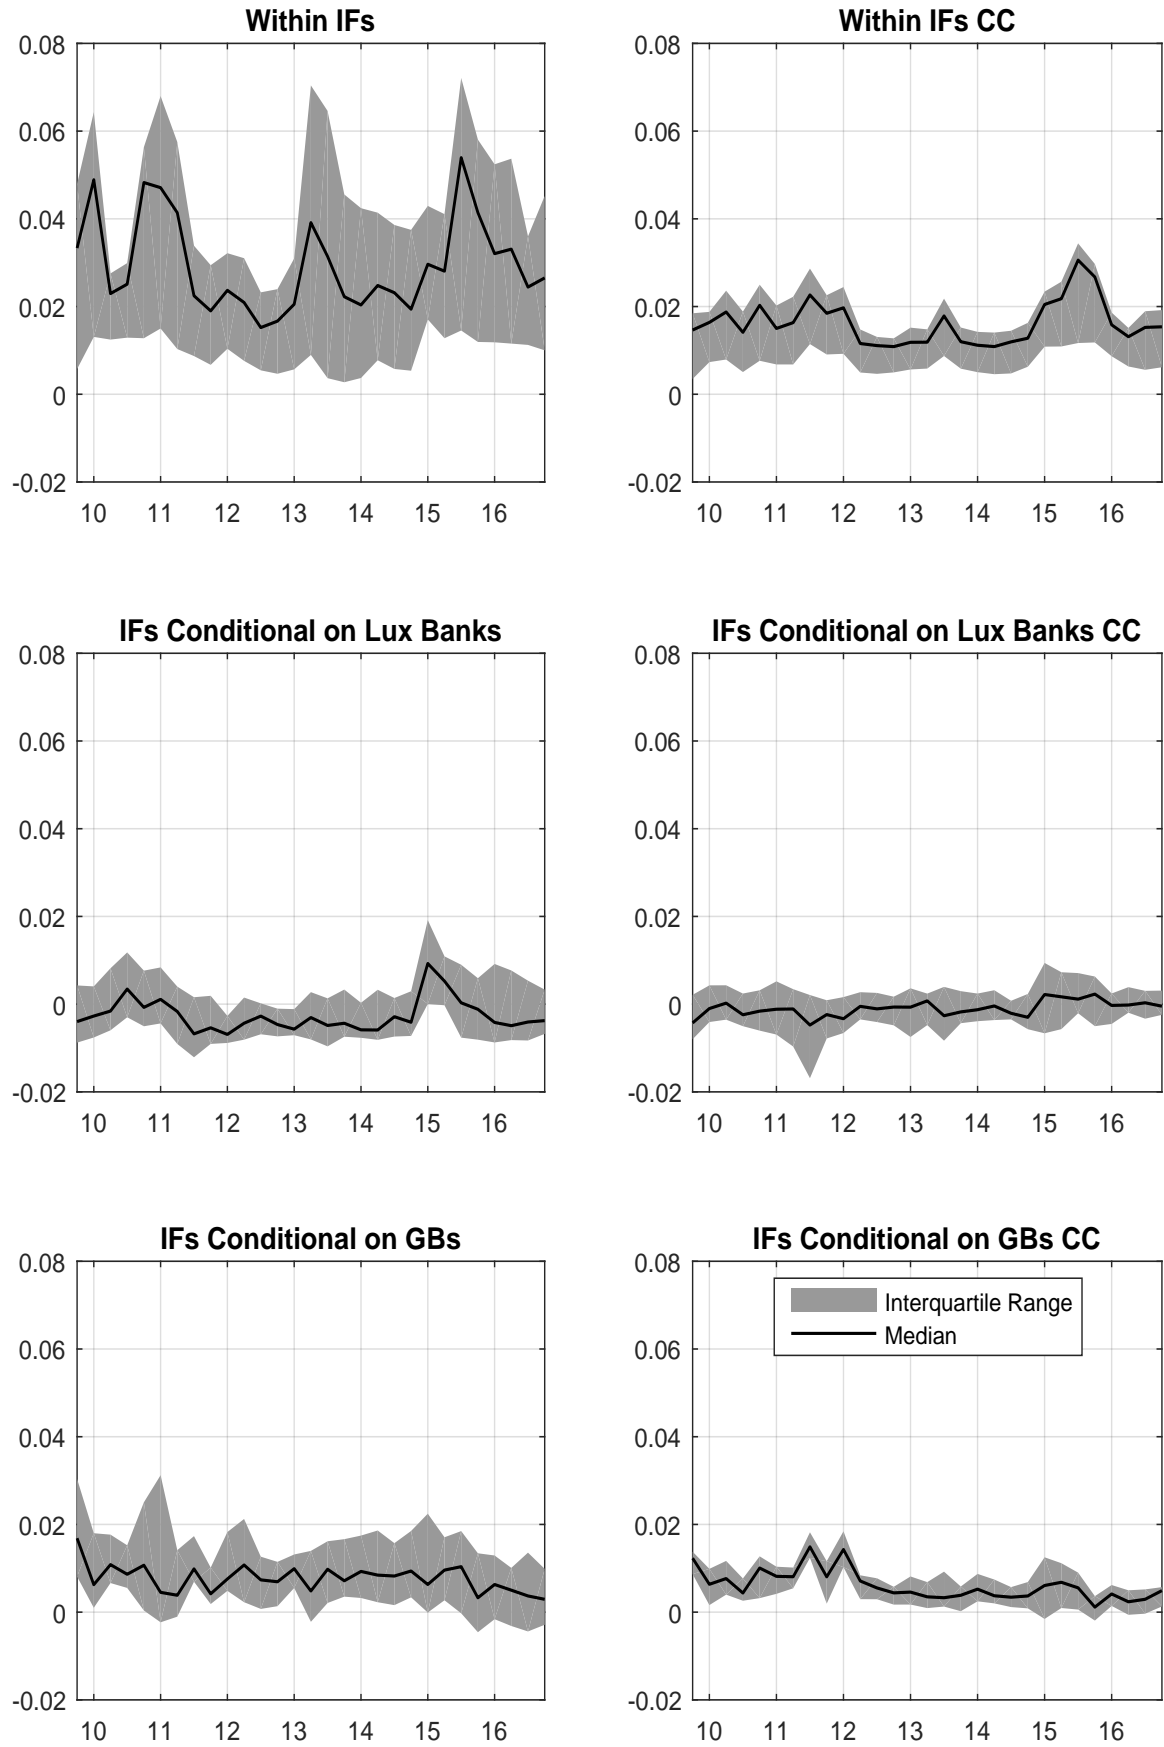 Within IFs
0.08
0.06
0.04
0.02
0
-0.02
10 11 12 13 14 15 16
Within IFs CC
0.08
0.06
0.04
0.02
0
-0.02
10 11 12 13 14 15 16
IFs Conditional on Lux Banks
0.08
0.06
0.04
0.02
0
-0.02
10 11 12 13 14 15 16
IFs Conditional on Lux Banks CC
0.08
0.06
0.04
0.02
0
-0.02
10 11 12 13 14 15 16
IFs Conditional on GBs
0.08
0.06
0.04
0.02
0
-0.02
10 11 12 13 14 15 16
IFs Conditional on GBs CC
0.08
0.06
0.04
0.02
0
-0.02
10 11 12 13 14 15 16
Interquartile Range
Median